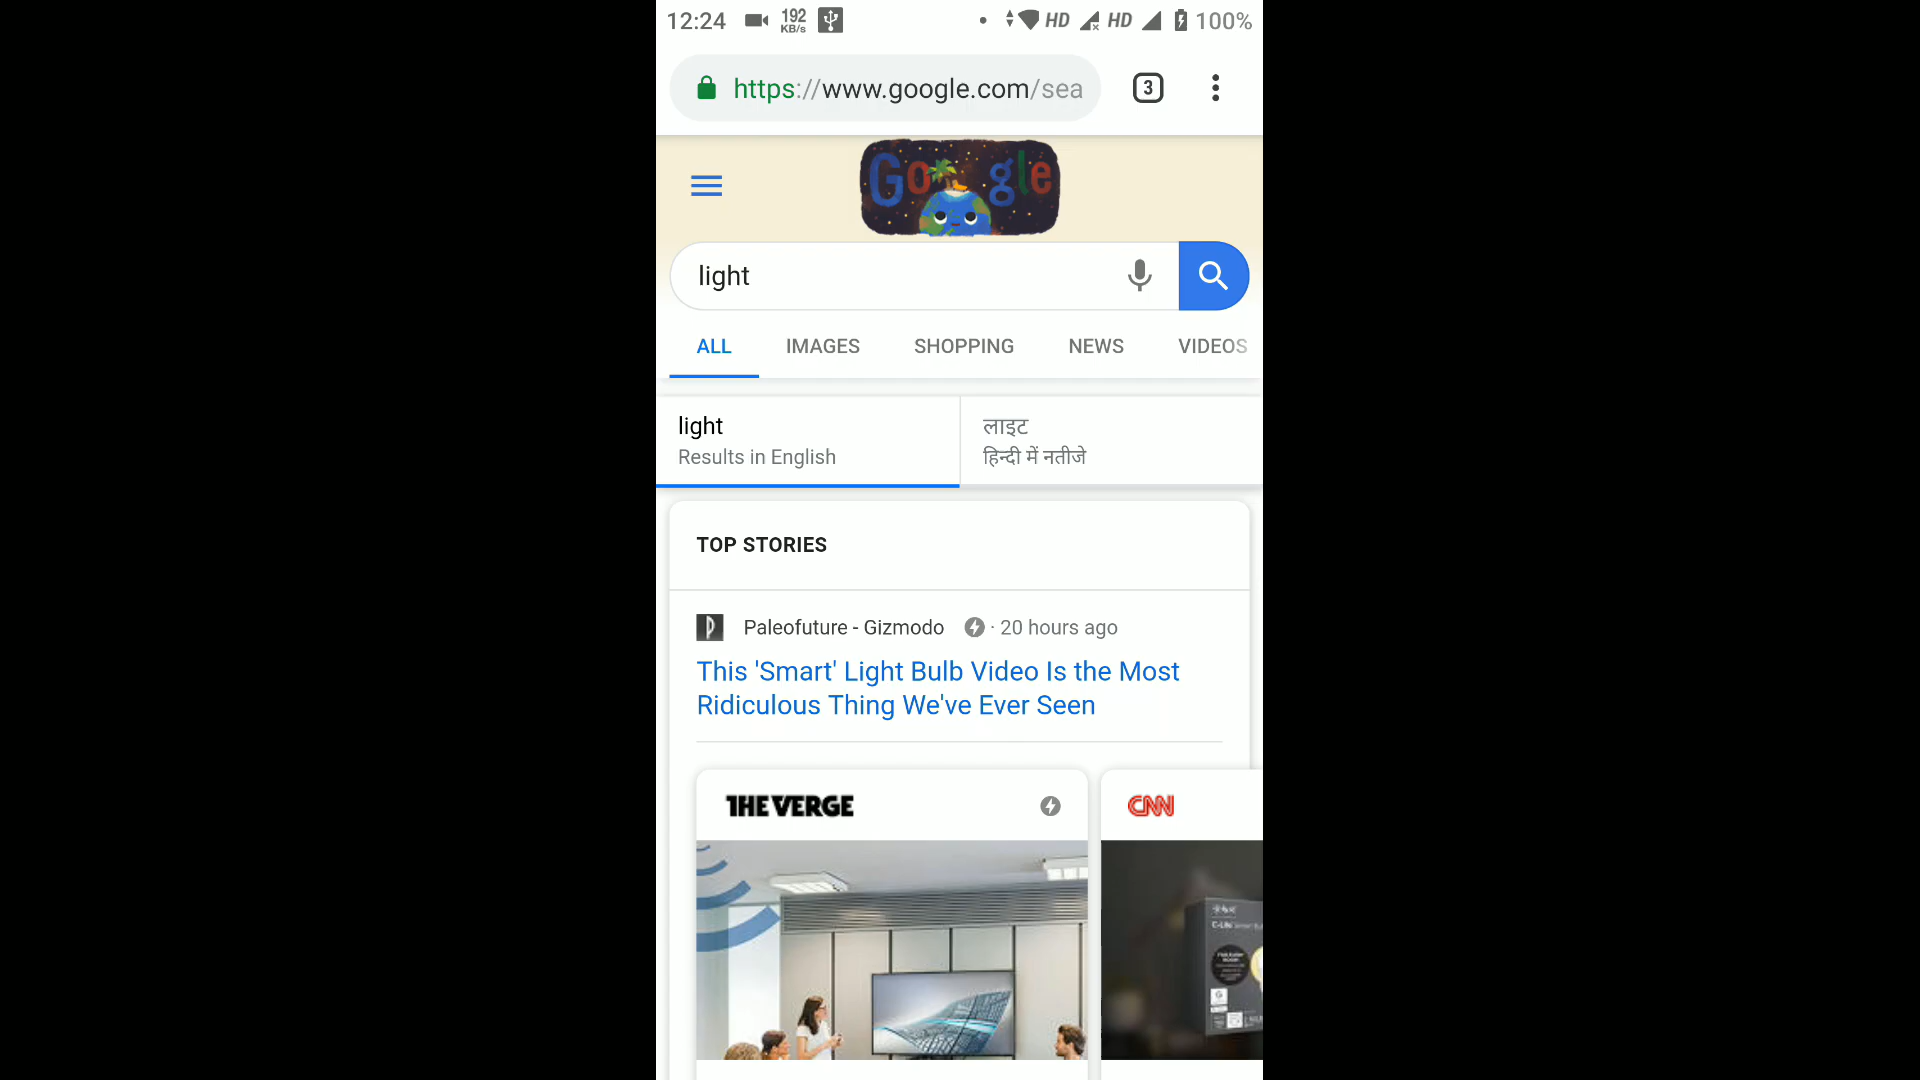 12:24 192 KB/s HD HD 100%
https://www.google.com/sea 3
Google
light
ALL IMAGES SHOPPING NEWS VIDEOS
light लाइट
Results in English हिन्दी में नतीजे
TOP STORIES
Paleofuture - Gizmodo · 20 hours ago
This 'Smart' Light Bulb Video Is the Most
Ridiculous Thing We've Ever Seen
THE VERGE CNN